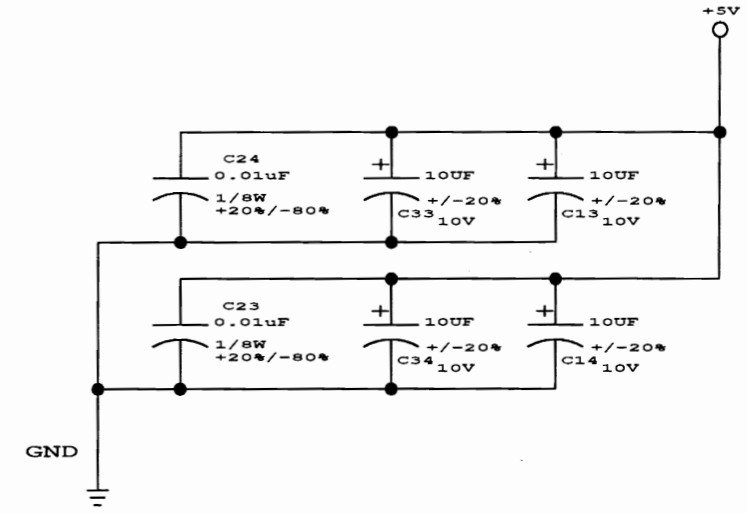 +5V
C24
0.01uF
1/8W
+20%/-80%
+
10UF
+/-20%
C33
10V
+
10UF
+/-20%
C13
10V
C23
0.01uF
1/8W
+20%/-80%
+
10UF
+/-20%
C34
10V
+
10UF
+/-20%
C14
10V
GND